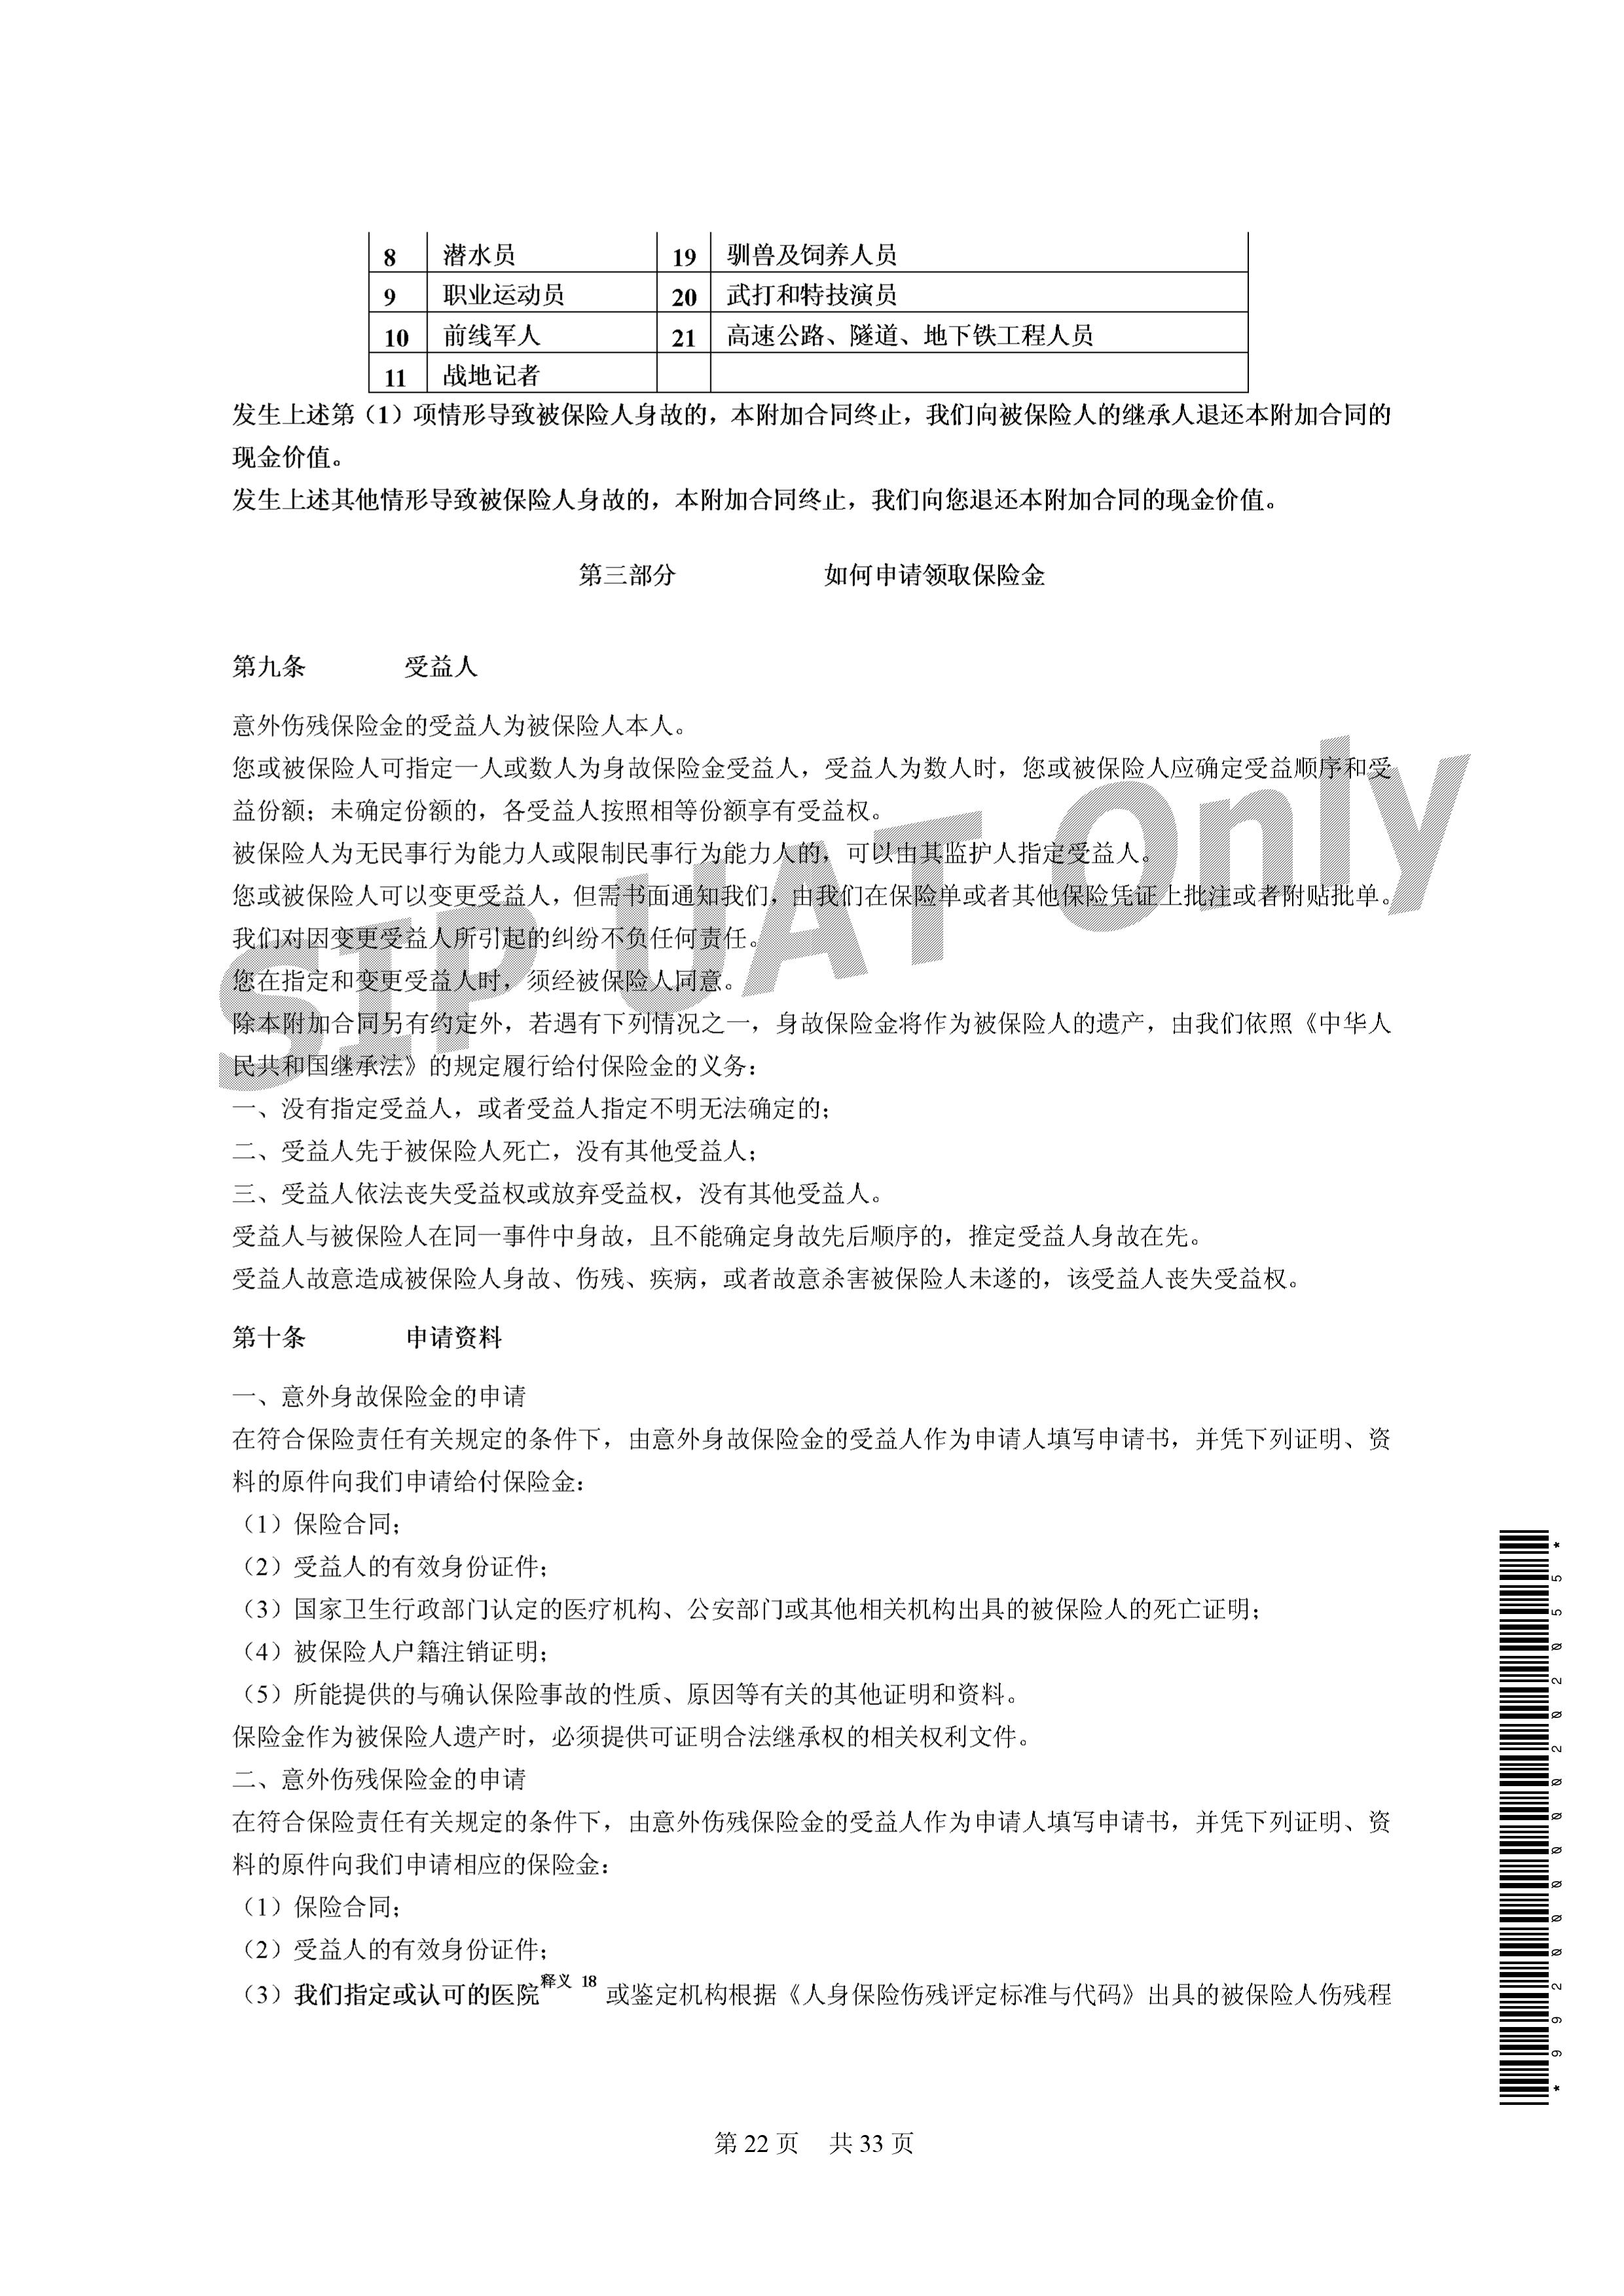 8 潜水员 19 驯兽及饲养人员
9 职业运动员 20 武打和特技演员
10 前线军人 21 高速公路、隧道、地下铁工程人员
11 战地记者
发生上述第（1）项情形导致被保险人身故的，本附加合同终止，我们向被保险人的继承人退还本附加合同的
现金价值。
发生上述其他情形导致被保险人身故的，本附加合同终止，我们向您退还本附加合同的现金价值。
第三部分 如何申请领取保险金
第九条 受益人
意外伤残保险金的受益人为被保险人本人。
您或被保险人可指定一人或数人为身故保险金受益人，受益人为数人时，您或被保险人应确定受益顺序和受
益份额；未确定份额的，各受益人按照相等份额享有受益权。
被保险人为无民事行为能力人或限制民事行为能力人的，可以由其监护人指定受益人。
您或被保险人可以变更受益人，但需书面通知我们，由我们在保险单或者其他保险凭证上批注或者附贴批单。
我们对因变更受益人所引起的纠纷不负任何责任。
您在指定和变更受益人时，须经被保险人同意。
除本附加合同另有约定外，若遇有下列情况之一，身故保险金将作为被保险人的遗产，由我们依照《中华人
民共和国继承法》的规定履行给付保险金的义务：
一、没有指定受益人，或者受益人指定不明无法确定的；
二、受益人先于被保险人死亡，没有其他受益人；
三、受益人依法丧失受益权或放弃受益权，没有其他受益人。
受益人与被保险人在同一事件中身故，且不能确定身故先后顺序的，推定受益人身故在先。
受益人故意造成被保险人身故、伤残、疾病，或者故意杀害被保险人未遂的，该受益人丧失受益权。
SIP UAT Only
第十条 申请资料
一、意外身故保险金的申请
在符合保险责任有关规定的条件下，由意外身故保险金的受益人作为申请人填写申请书，并凭下列证明、资
料的原件向我们申请给付保险金：
（1）保险合同；
（2）受益人的有效身份证件；
（3）国家卫生行政部门认定的医疗机构、公安部门或其他相关机构出具的被保险人的死亡证明；
（4）被保险人户籍注销证明；
（5）所能提供的与确认保险事故的性质、原因等有关的其他证明和资料。
保险金作为被保险人遗产时，必须提供可证明合法继承权的相关权利文件。
二、意外伤残保险金的申请
在符合保险责任有关规定的条件下，由意外伤残保险金的受益人作为申请人填写申请书，并凭下列证明、资
料的原件向我们申请相应的保险金：
（1）保险合同；
（2）受益人的有效身份证件；
（3）我们指定或认可的医院释义 18 或鉴定机构根据《人身保险伤残评定标准与代码》出具的被保险人伤残程
*99200000202055*
第 22 页 共 33 页